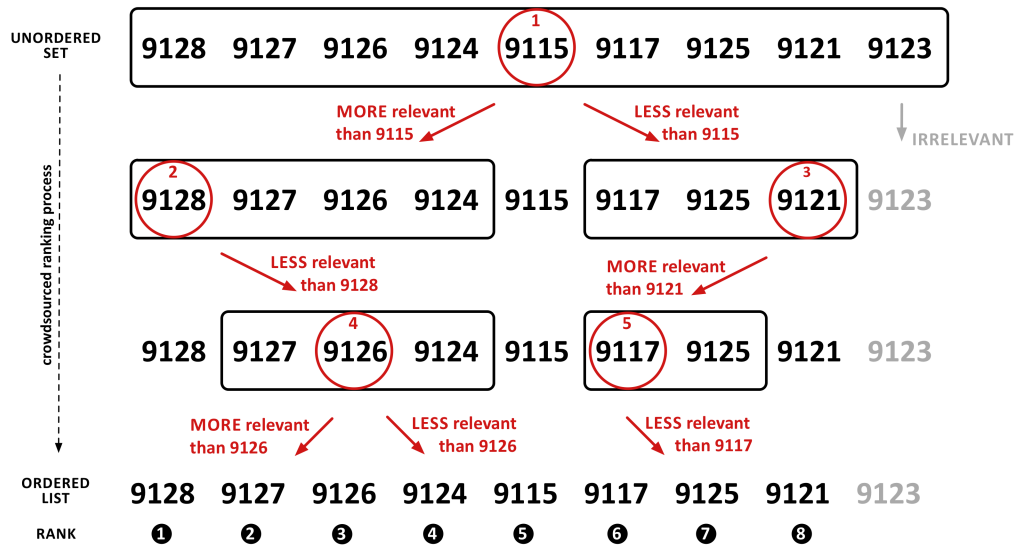 UNORDERED
SET
1
9128 9127 9126 9124 9115 9117 9125 9121 9123
MORE relevant
than 9115
LESS relevant
than 9115
IRRELEVANT
crowdsourced ranking process
2
3
9128 9127 9126 9124 9115 9117 9125 9121 9123
LESS relevant
than 9128
MORE relevant
than 9121
4
5
9128 9127 9126 9124 9115 9117 9125 9121 9123
MORE relevant
than 9126
LESS relevant
than 9126
LESS relevant
than 9117
ORDERED
LIST
9128 9127 9126 9124 9115 9117 9125 9121 9123
RANK 1 2 3 4 5 6 7 8